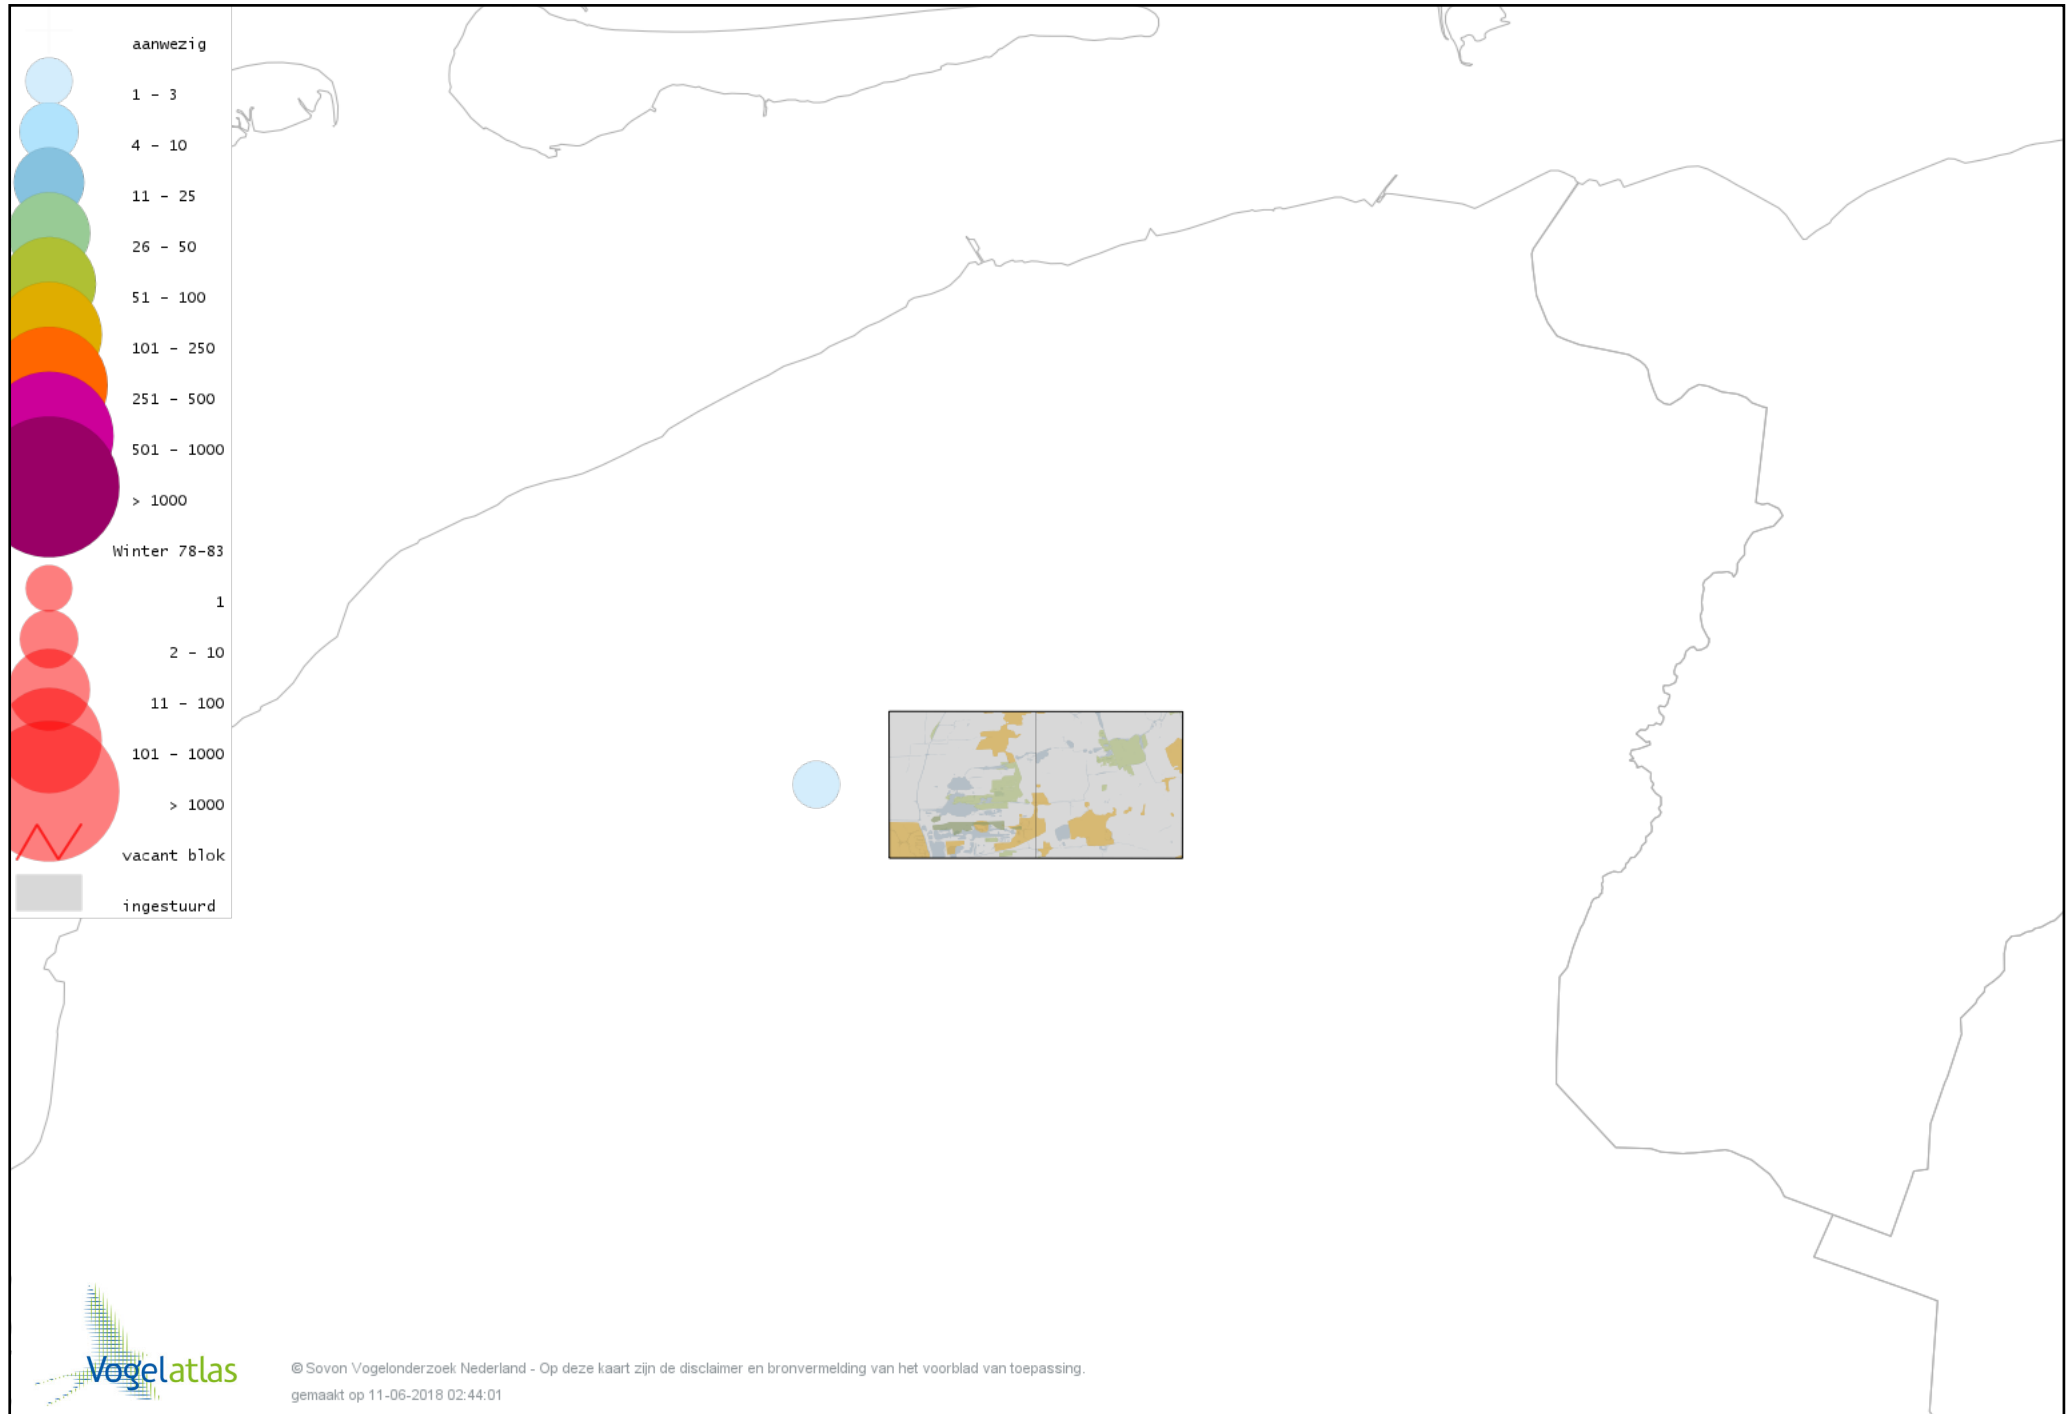 aanwezig
1 - 3
4 - 10
11 - 25
26 - 50
51 - 100
101 - 250
251 - 500
501 - 1000
> 1000
Winter 78-83
1
2 - 10
11 - 100
101 - 1000
> 1000
vacant blok
ingestuurd
Vogelatlas
© Sovon Vogelonderzoek Nederland - Op deze kaart zijn de disclaimer en bronvermelding van het voorblad van toepassing.
gemaakt op 11-06-2018 02:44:01